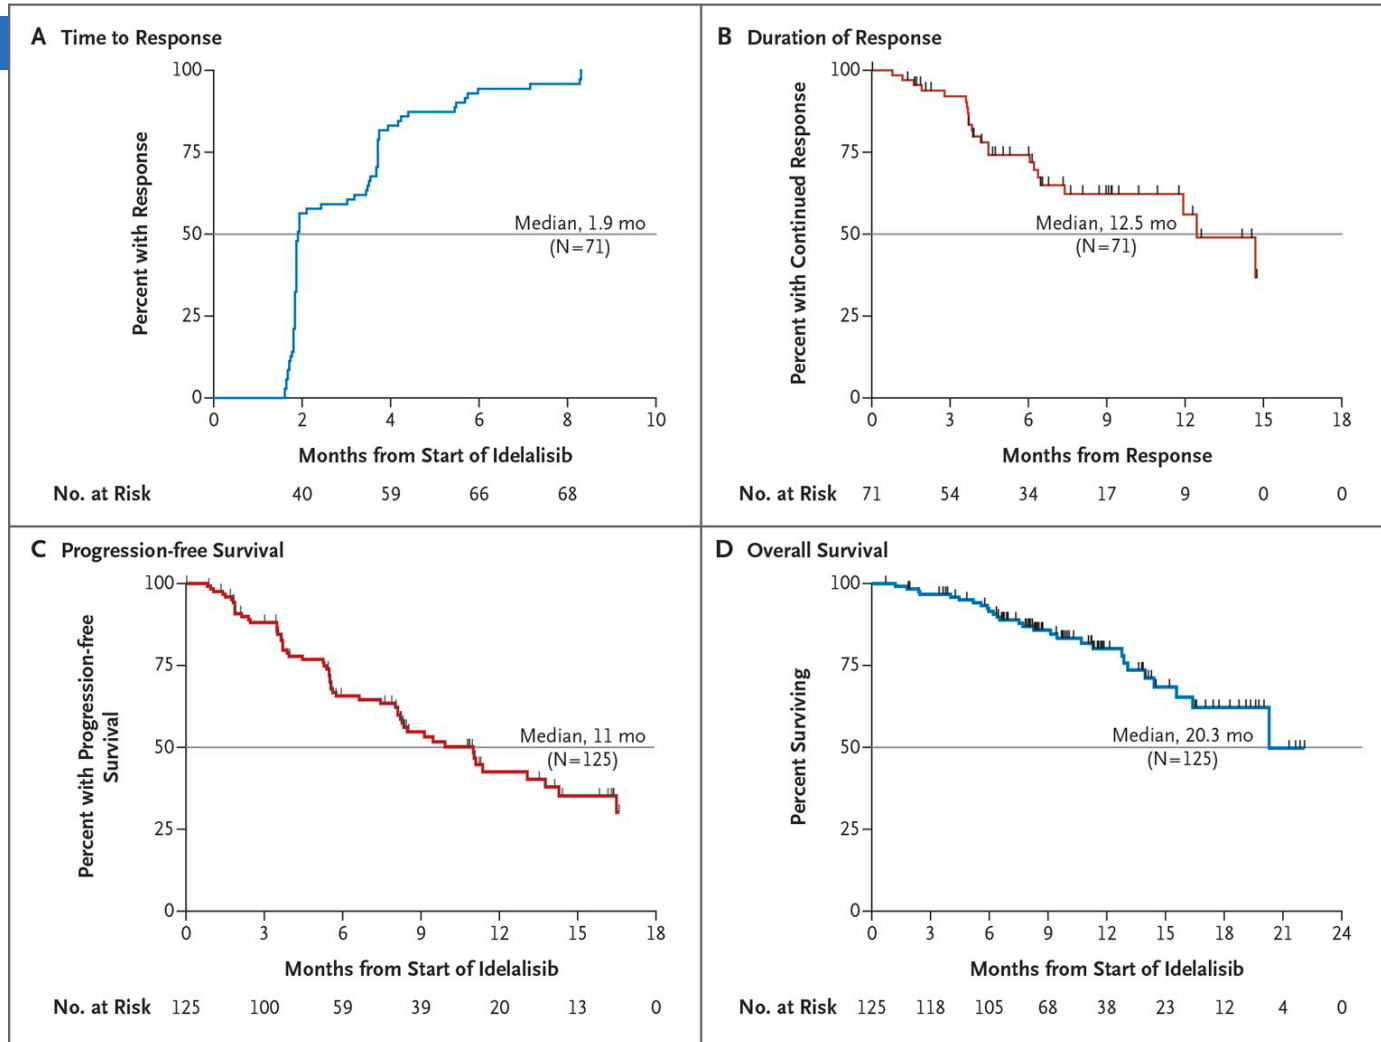 A Time to Response
100
75
50
25
0
Percent with Response
Median, 1.9 mo
(N=71)
0 2 4 6 8 10
Months from Start of Idelalisib
No. at Risk 40 59 66 68
B Duration of Response
100
75
50
25
0
Percent with Continued Response
Median, 12.5 mo
(N=71)
0 3 6 9 12 15 18
Months from Response
No. at Risk 71 54 34 17 9 0 0
C Progression-free Survival
100
75
50
25
0
Percent with Progression-free
Survival
Median, 11 mo
(N=125)
0 3 6 9 12 15 18
Months from Start of Idelalisib
No. at Risk 125 100 59 39 20 13 0
D Overall Survival
100
75
50
25
0
Percent Surviving
Median, 20.3 mo
(N=125)
0 3 6 9 12 15 18 21 24
Months from Start of Idelalisib
No. at Risk 125 118 105 68 38 23 12 4 0